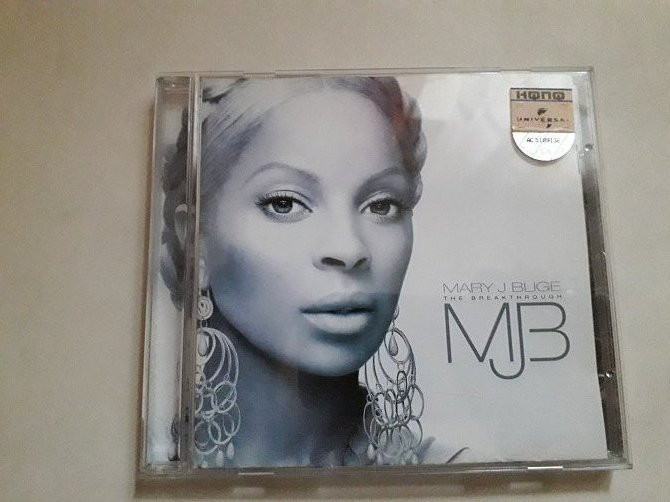 UNIVERSAL
MARY J BLIGE
THE BREAKTHROUGH
MJB